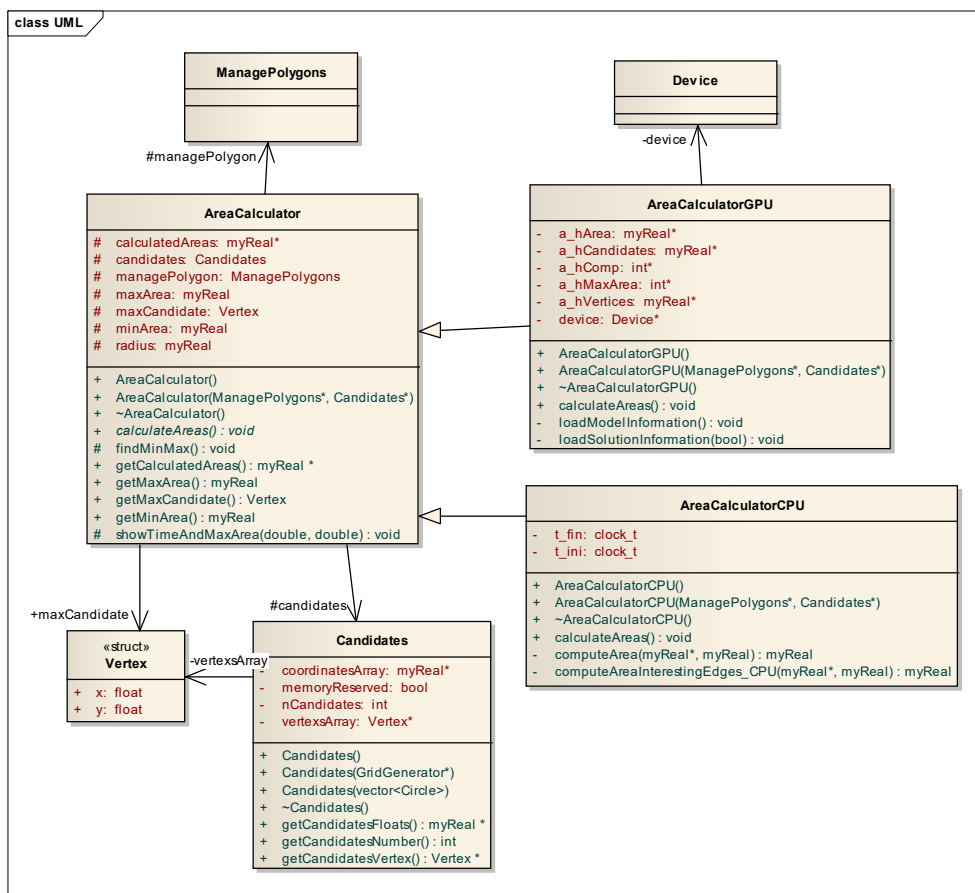 class UML
ManagePolygons
Device
#managePolygon
-device
AreaCalculator
# calculatedAreas: myReal*
# candidates: Candidates
# managePolygon: ManagePolygons
# maxArea: myReal
# maxCandidate: Vertex
# minArea: myReal
# radius: myReal
+ AreaCalculator()
+ AreaCalculator(ManagePolygons*, Candidates*)
+ ~AreaCalculator()
+ calculateAreas() : void
# findMinMax() : void
+ getCalculatedAreas() : myReal *
+ getMaxArea() : myReal
+ getMaxCandidate() : Vertex
+ getMinArea() : myReal
# showTimeAndMaxArea(double, double) : void
AreaCalculatorGPU
- a_hArea: myReal*
- a_hCandidates: myReal*
- a_hComp: int*
- a_hMaxArea: int*
- a_hVertices: myReal*
- device: Device*
+ AreaCalculatorGPU()
+ AreaCalculatorGPU(ManagePolygons*, Candidates*)
+ ~AreaCalculatorGPU()
+ calculateAreas() : void
- loadModelInformation() : void
- loadSolutionInformation(bool) : void
AreaCalculatorCPU
- t_fin: clock_t
- t_ini: clock_t
+ AreaCalculatorCPU()
+ AreaCalculatorCPU(ManagePolygons*, Candidates*)
+ ~AreaCalculatorCPU()
+ calculateAreas() : void
- computeArea(myReal*, myReal) : myReal
- computeAreaInterestingEdges_CPU(myReal*, myReal) : myReal
+maxCandidate
#candidates
«struct»
Vertex
+ x: float
+ y: float
-vertexsArray
Candidates
- coordinatesArray: myReal*
- memoryReserved: bool
- nCandidates: int
- vertexsArray: Vertex*
+ Candidates()
+ Candidates(GridGenerator*)
+ Candidates(vector<Circle>)
+ ~Candidates()
+ getCandidatesFloats() : myReal *
+ getCandidatesNumber() : int
+ getCandidatesVertex() : Vertex *